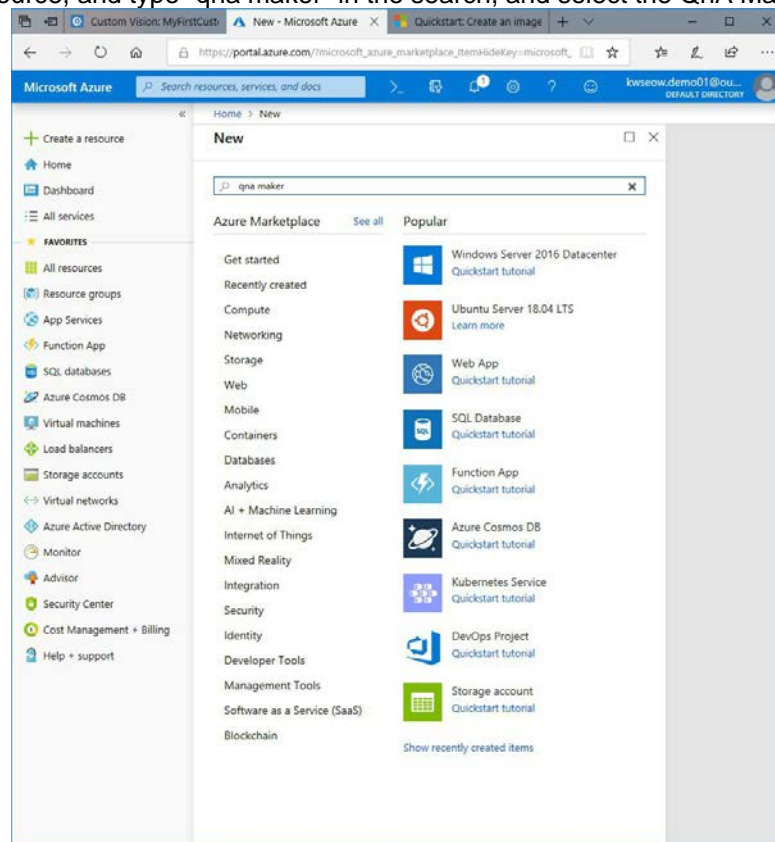 ource, and type "qna maker" in the search, and select the QnA Ma
Custom Vision: MyFirstCust
New - Microsoft Azure
Quickstart: Create an image
https://portal.azure.com/?microsoft_azure_marketplace_ItemHideKey=microsoft_
Microsoft Azure
Search resources, services, and docs
kwseow.demo01@ou...
DEFAULT DIRECTORY
Home > New
Create a resource
Home
Dashboard
All services
FAVORITES
All resources
Resource groups
App Services
Function App
SQL databases
Azure Cosmos DB
Virtual machines
Load balancers
Storage accounts
Virtual networks
Azure Active Directory
Monitor
Advisor
Security Center
Cost Management + Billing
Help + support
New
qna maker
Azure Marketplace
See all
Get started
Recently created
Compute
Networking
Storage
Web
Mobile
Containers
Databases
Analytics
AI + Machine Learning
Internet of Things
Mixed Reality
Integration
Security
Identity
Developer Tools
Management Tools
Software as a Service (SaaS)
Blockchain
Popular
Windows Server 2016 Datacenter
Quickstart tutorial
Ubuntu Server 18.04 LTS
Learn more
Web App
Quickstart tutorial
SQL Database
Quickstart tutorial
Function App
Quickstart tutorial
Azure Cosmos DB
Quickstart tutorial
Kubernetes Service
Quickstart tutorial
DevOps Project
Quickstart tutorial
Storage account
Quickstart tutorial
Show recently created items